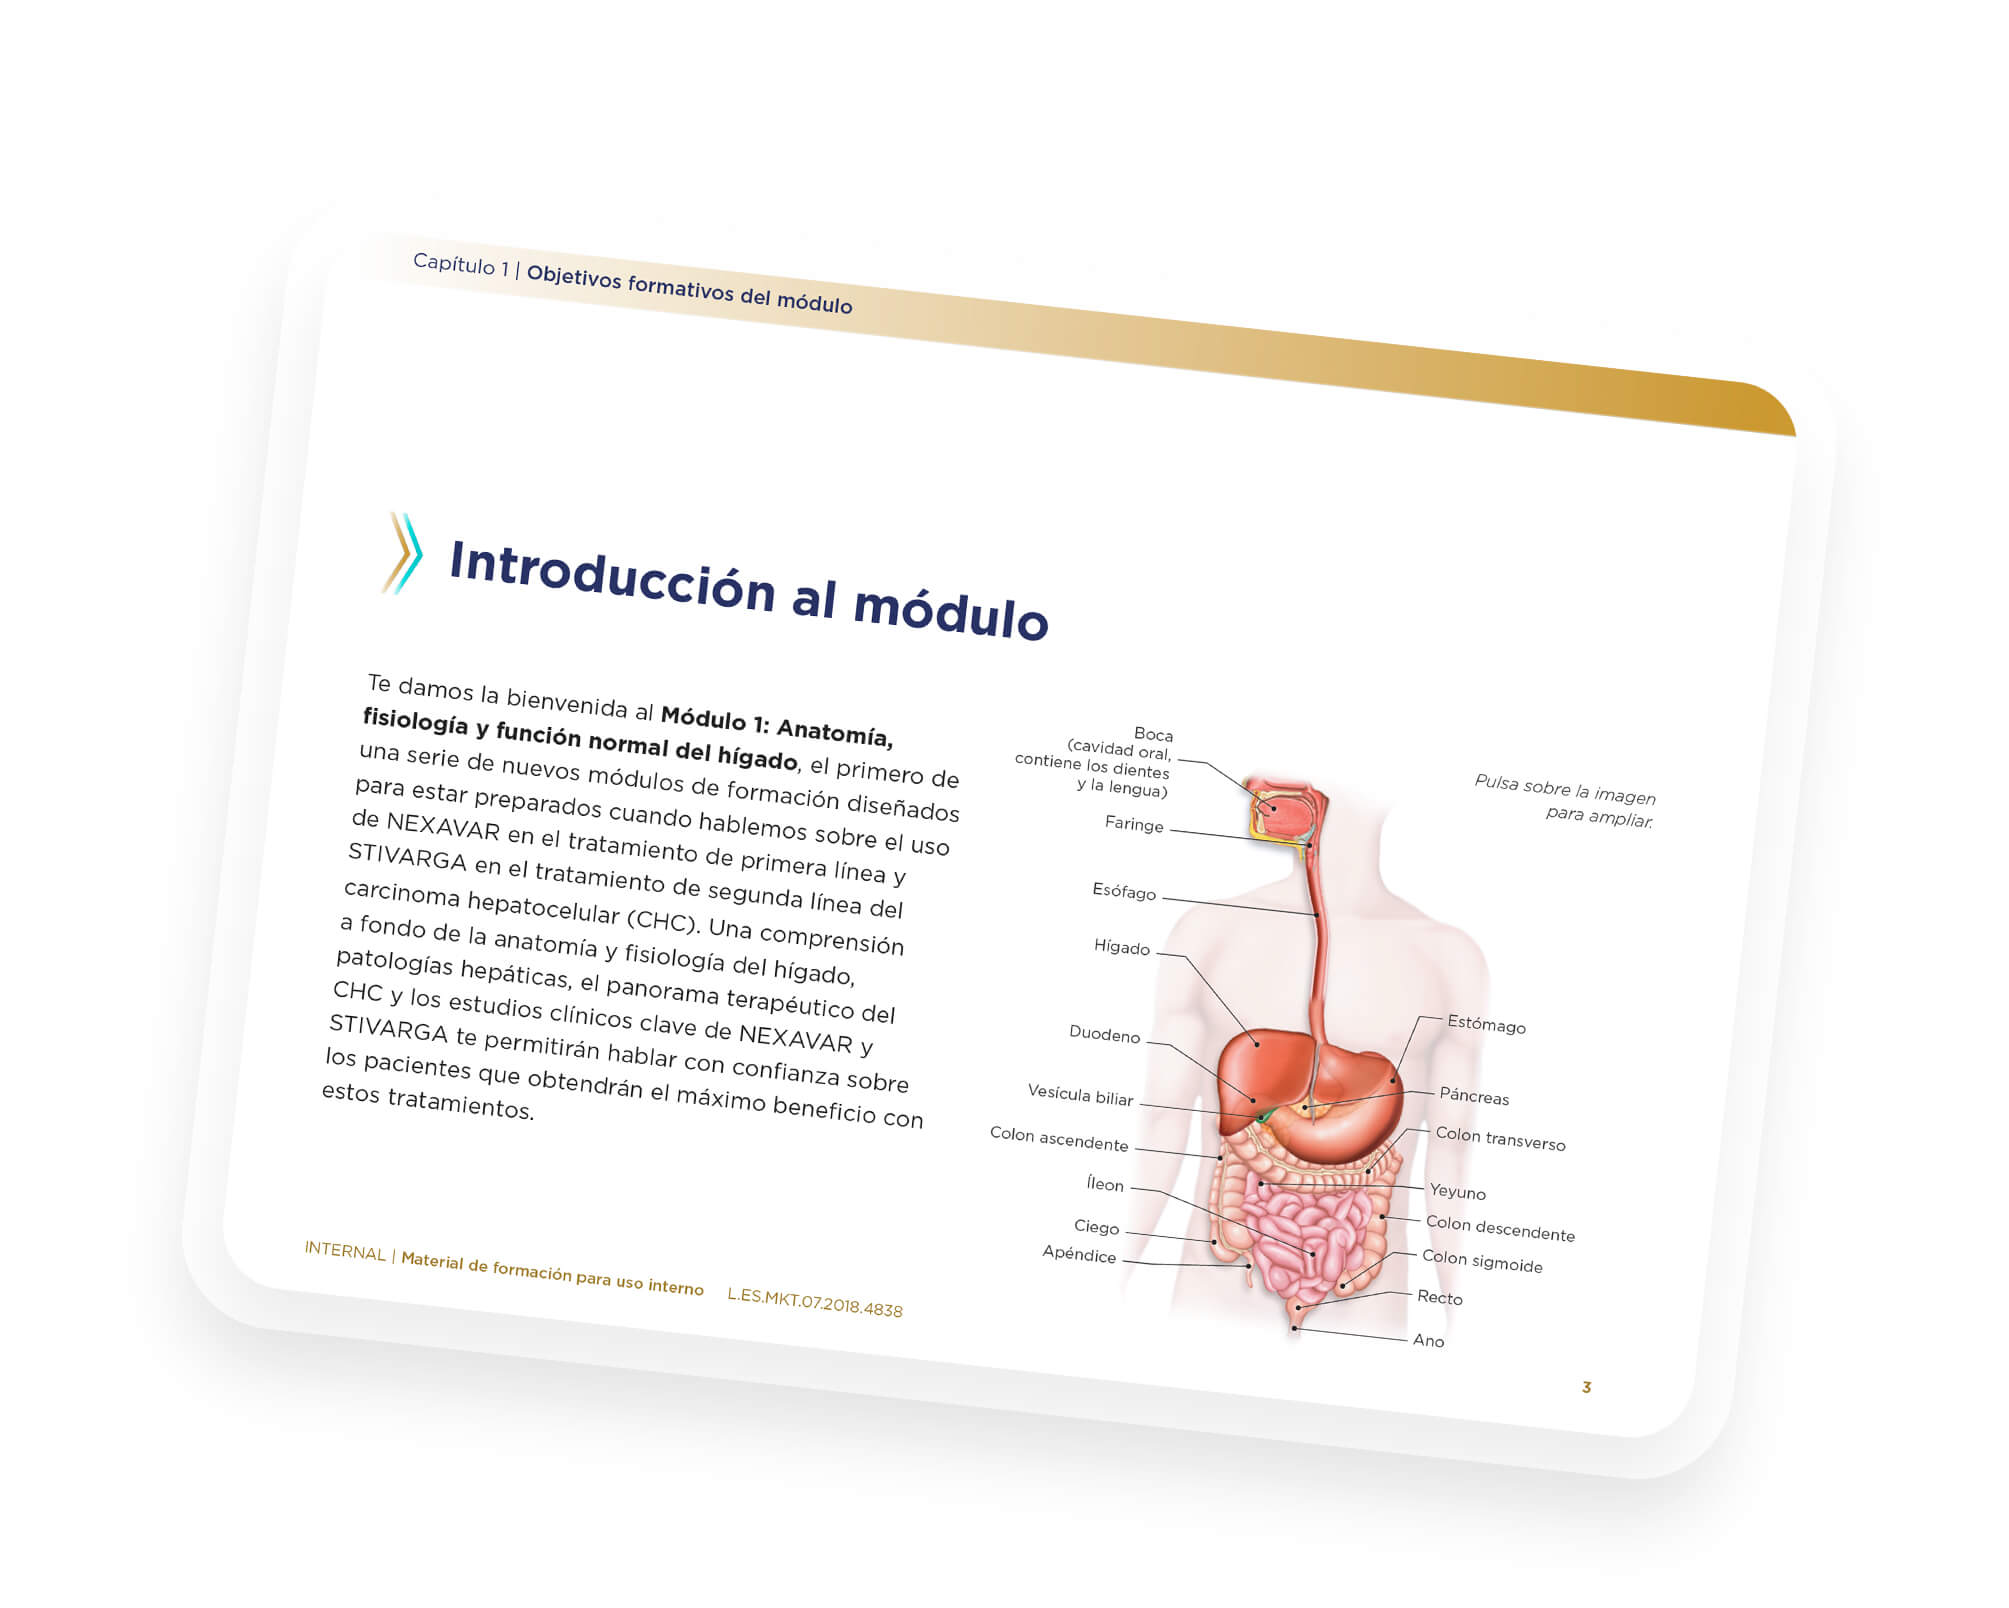 Capítulo 1 | Objetivos formativos del módulo
Introducción al módulo
Te damos la bienvenida al Módulo 1: Anatomía,
fisiología y función normal del hígado, el primero de
una serie de nuevos módulos de formación diseñados
para estar preparados cuando hablemos sobre el uso
de NEXAVAR en el tratamiento de primera línea y
STIVARGA en el tratamiento de segunda línea del
carcinoma hepatocelular (CHC). Una comprensión
a fondo de la anatomía y fisiología del hígado,
patologías hepáticas, el panorama terapéutico del
CHC y los estudios clínicos clave de NEXAVAR y
STIVARGA te permitirán hablar con confianza sobre
los pacientes que obtendrán el máximo beneficio con
estos tratamientos.
Boca
(cavidad oral,
contiene los dientes
y la lengua)
Faringe
Esófago
Hígado
Duodeno
Vesícula biliar
Colon ascendente
Íleon
Ciego
Apéndice
Pulsa sobre la imagen
para ampliar.
Estómago
Páncreas
Colon transverso
Yeyuno
Colon descendente
Colon sigmoide
Recto
Ano
INTERNAL | Material de formación para uso interno L.ES.MKT.07.2018.4838
3